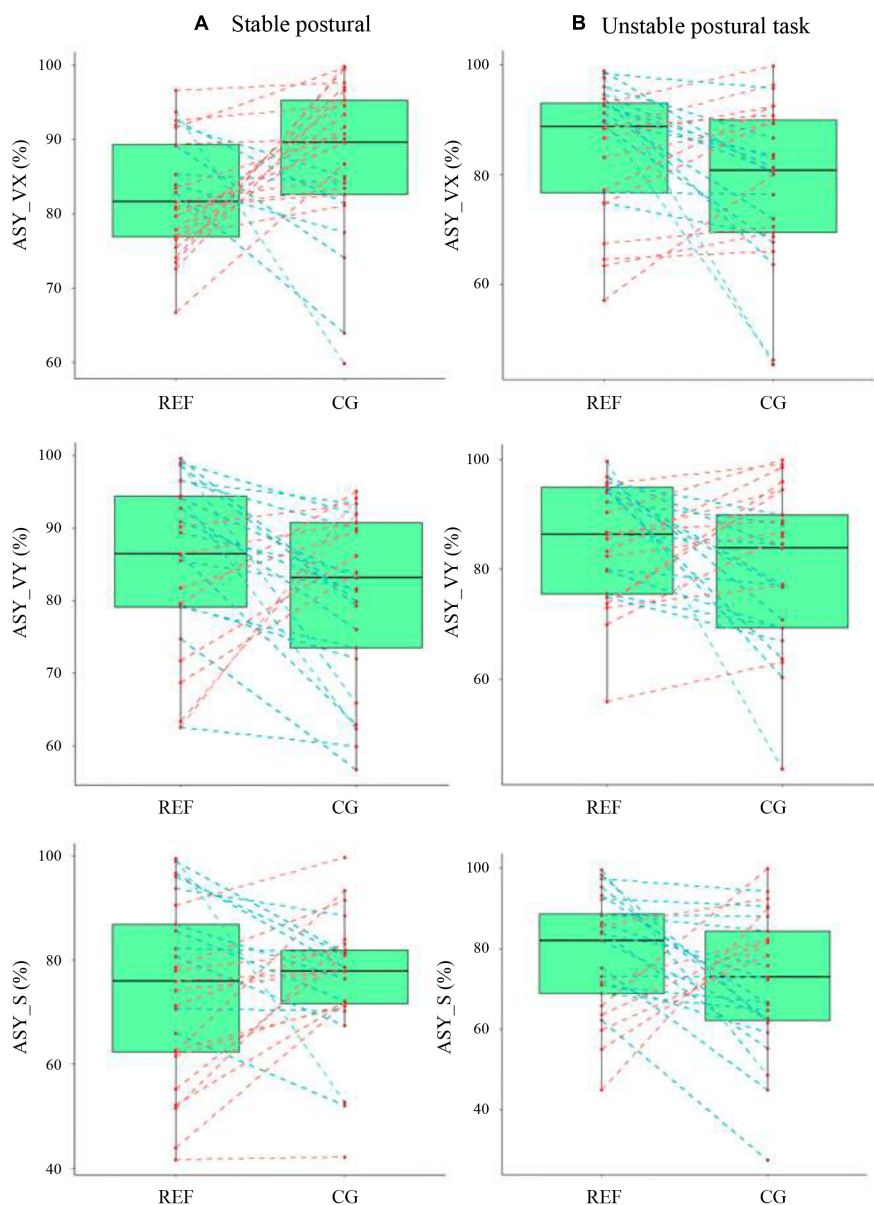 A Stable postural
B Unstable postural task
ASY_VX (%)
100
90
80
70
60
REF CG
ASY_VX (%)
100
80
60
REF CG
ASY_VY (%)
100
90
80
70
60
REF CG
ASY_VY (%)
100
80
60
REF CG
ASY_S (%)
100
80
60
40
REF CG
ASY_S (%)
100
80
60
40
REF CG